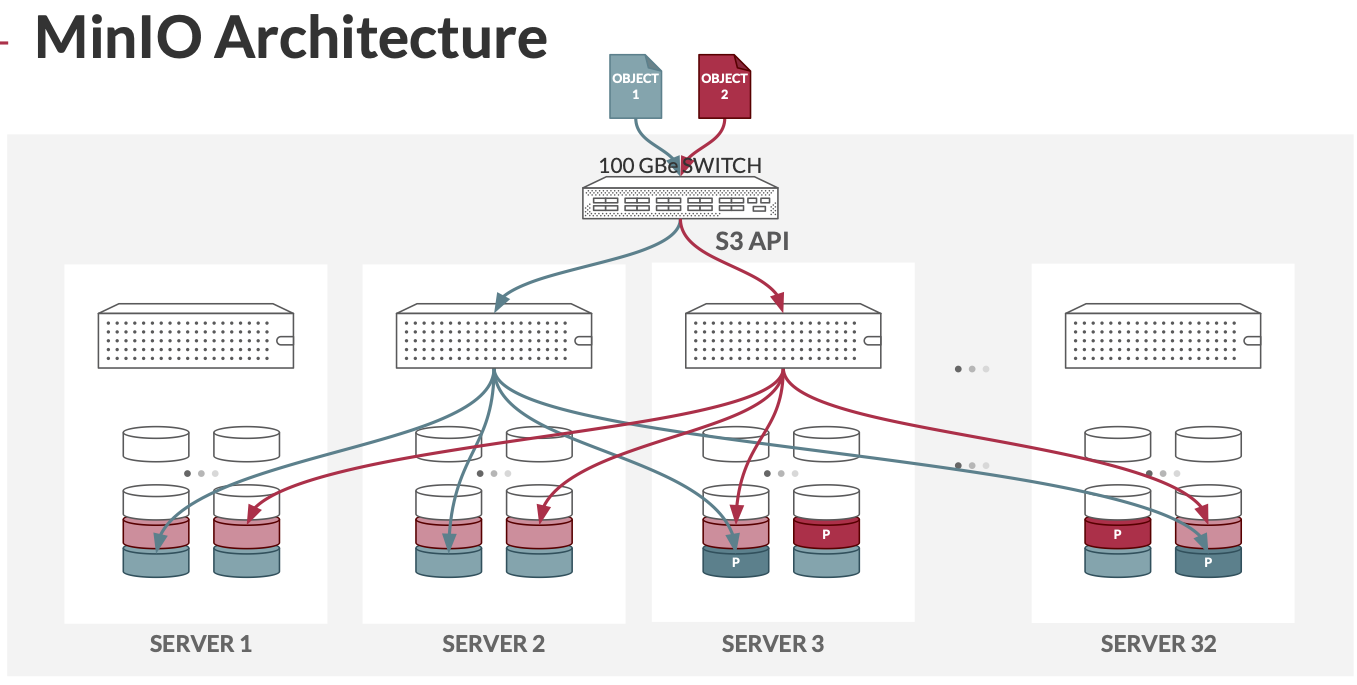 MinIO Architecture
OBJECT
1
OBJECT
2
100 GBe SWITCH
S3 API
P
P
P
P
SERVER 1
SERVER 2
SERVER 3
SERVER 32